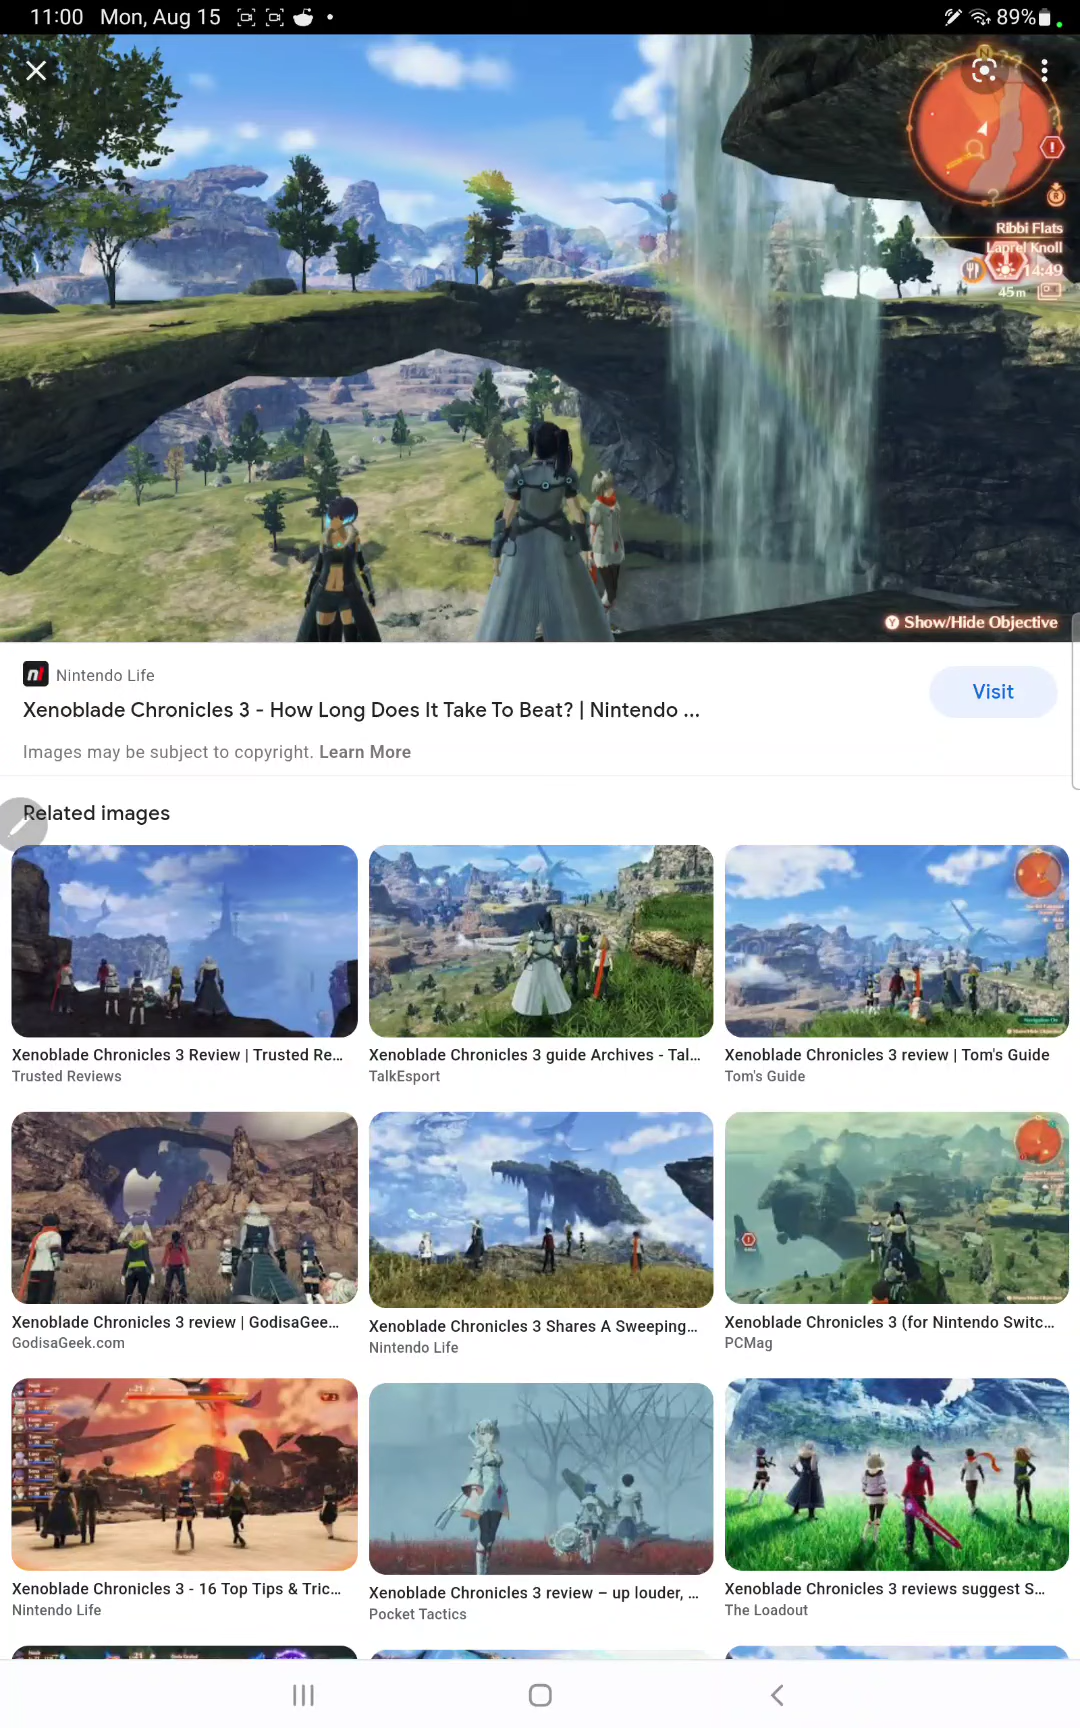 11:00 Mon, Aug 15
89%
N
Ribbi Flats
Laprel Knoll
14:49
45m
Y Show/Hide Objective
Nintendo Life
Xenoblade Chronicles 3 - How Long Does It Take To Beat? | Nintendo ...
Visit
Images may be subject to copyright. Learn More
Related images
Xenoblade Chronicles 3 Review | Trusted Re...
Trusted Reviews
Xenoblade Chronicles 3 guide Archives - Tal...
TalkEsport
Xenoblade Chronicles 3 review | Tom's Guide
Tom's Guide
Xenoblade Chronicles 3 review | GodisaGee...
GodisaGeek.com
Xenoblade Chronicles 3 Shares A Sweeping...
Nintendo Life
Xenoblade Chronicles 3 (for Nintendo Switc...
PCMag
Xenoblade Chronicles 3 - 16 Top Tips & Tric...
Nintendo Life
Xenoblade Chronicles 3 review – up louder, ...
Pocket Tactics
Xenoblade Chronicles 3 reviews suggest S...
The Loadout